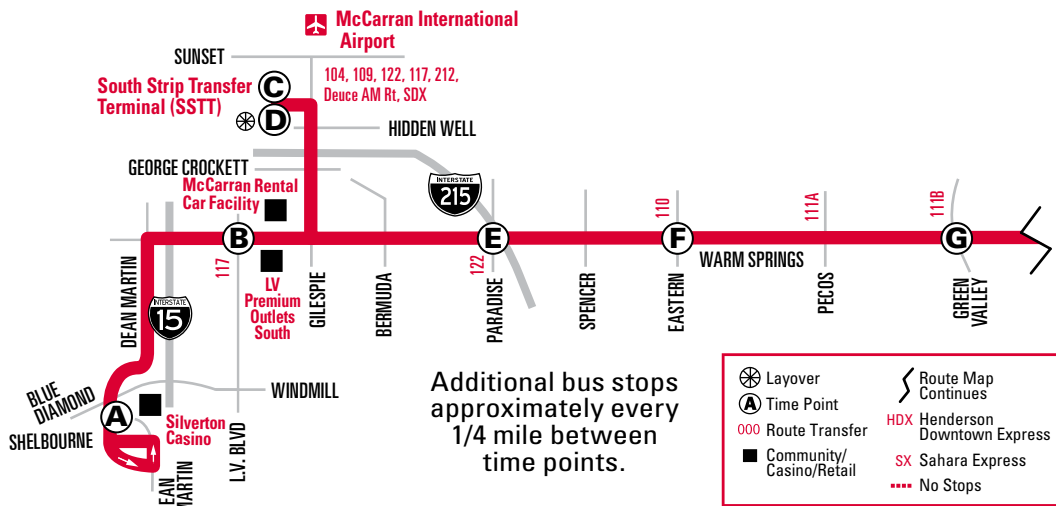 McCarran International
Airport
SUNSET
104, 109, 122, 117, 212,
Deuce AM Rt, SDX
South Strip Transfer
Terminal (SSTT)
C
D
HIDDEN WELL
GEORGE CROCKETT
McCarran Rental
Car Facility
INTERSTATE
215
110
111A
111B
B
E
F
G
WARM SPRINGS
117
122
LV
Premium
Outlets
South
DEAN MARTIN
INTERSTATE
15
GILESPIE
BERMUDA
PARADISE
SPENCER
EASTERN
PECOS
GREEN
VALLEY
BLUE
DIAMOND
WINDMILL
A
SHELBOURNE
Silverton
Casino
L.V. BLVD
EAN
MARTIN
Additional bus stops
approximately every
1/4 mile between
time points.
Layover
A Time Point
000 Route Transfer
Community/
Casino/Retail
Route Map
Continues
HDX Henderson
Downtown Express
SX Sahara Express
No Stops